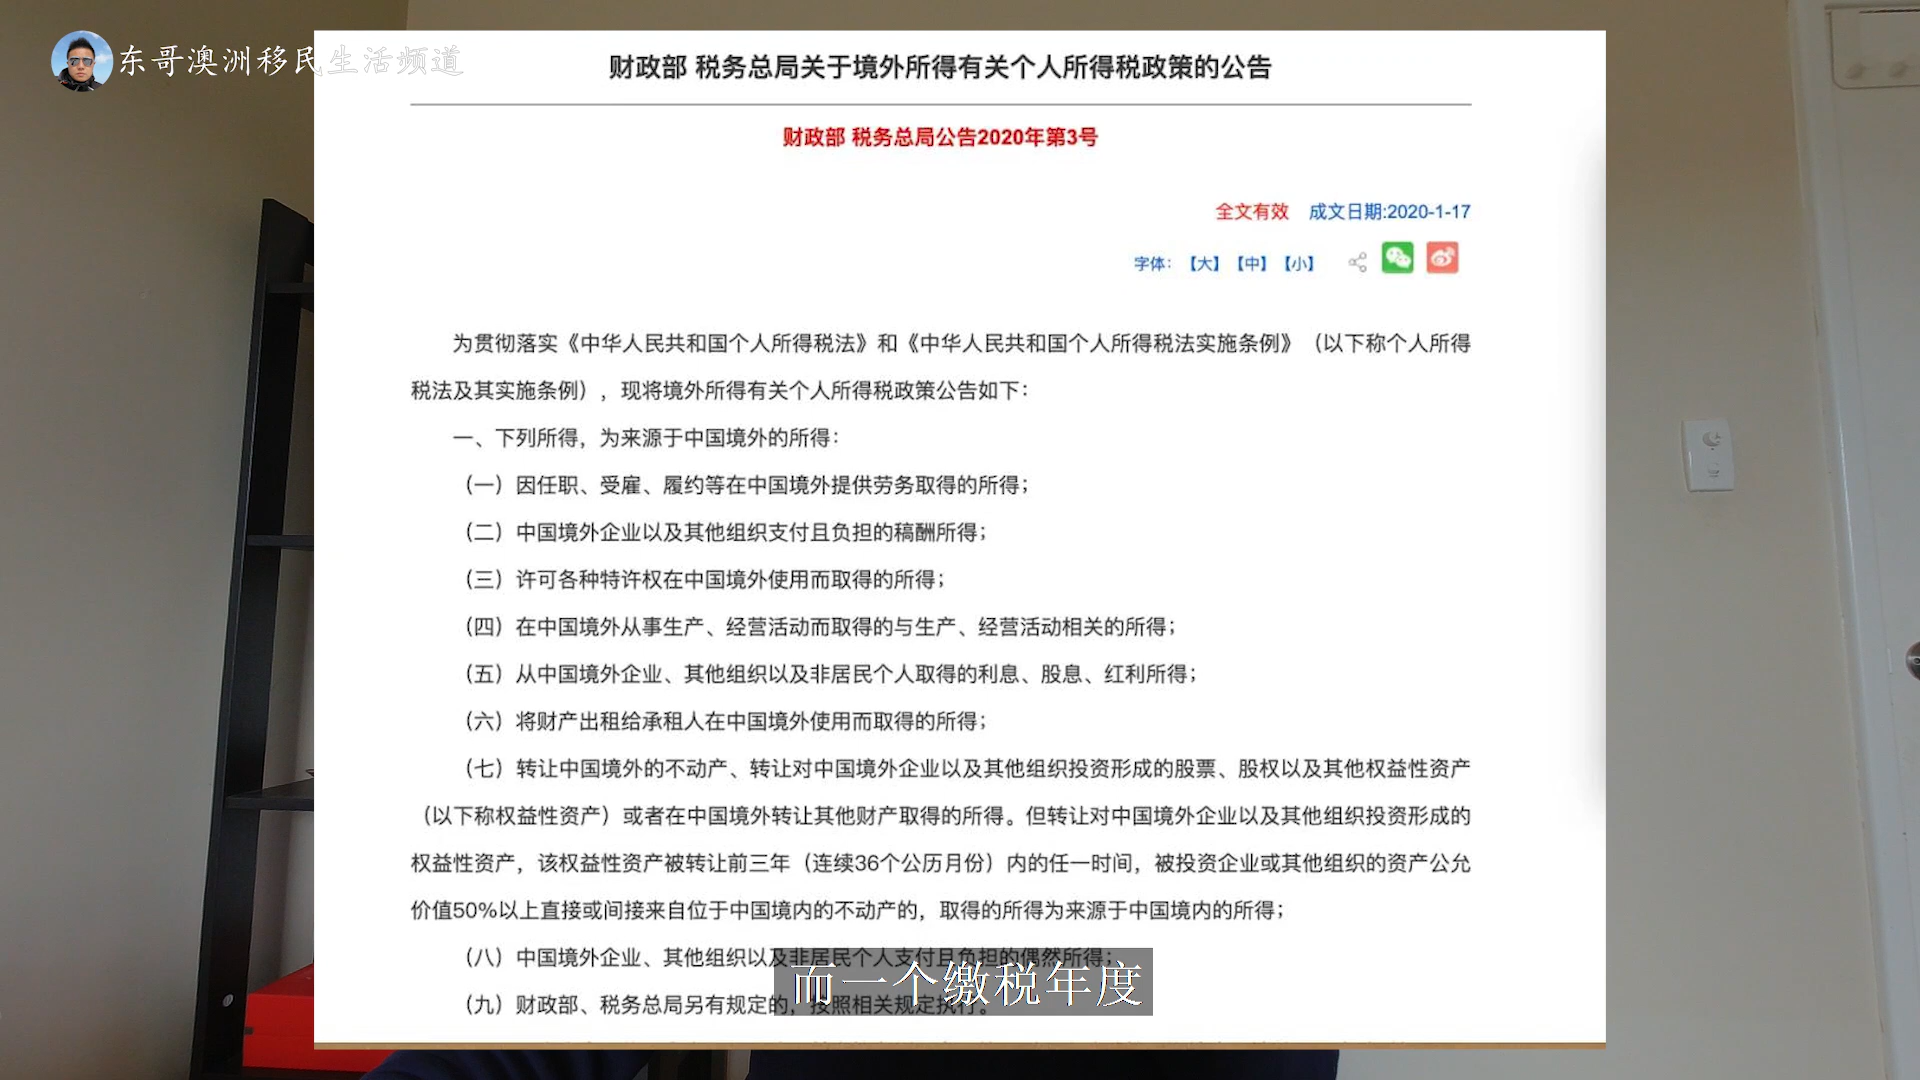 东哥澳洲移民生活频道
财政部 税务总局关于境外所得有关个人所得税政策的公告
财政部 税务总局公告2020年第3号
全文有效 成文日期:2020-1-17
字体：【大】【中】【小】
为贯彻落实《中华人民共和国个人所得税法》和《中华人民共和国个人所得税法实施条例》（以下称个人所得
税法及其实施条例），现将境外所得有关个人所得税政策公告如下：
一、下列所得，为来源于中国境外的所得：
（一）因任职、受雇、履约等在中国境外提供劳务取得的所得；
（二）中国境外企业以及其他组织支付且负担的稿酬所得；
（三）许可各种特许权在中国境外使用而取得的所得；
（四）在中国境外从事生产、经营活动而取得的与生产、经营活动相关的所得；
（五）从中国境外企业、其他组织以及非居民个人取得的利息、股息、红利所得；
（六）将财产出租给承租人在中国境外使用而取得的所得；
（七）转让中国境外的不动产、转让对中国境外企业以及其他组织投资形成的股票、股权以及其他权益性资产
（以下称权益性资产）或者在中国境外转让其他财产取得的所得。但转让对中国境外企业以及其他组织投资形成的
权益性资产，该权益性资产被转让前三年（连续36个公历月份）内的任一时间，被投资企业或其他组织的资产公允
价值50%以上直接或间接来自位于中国境内的不动产的，取得的所得为来源于中国境内的所得；
（八）中国境外企业、其他组织以及非居民个人支付且负担的偶然所得；
（九）财政部、税务总局另有规定的，按照相关规定执行。
而一个缴税年度